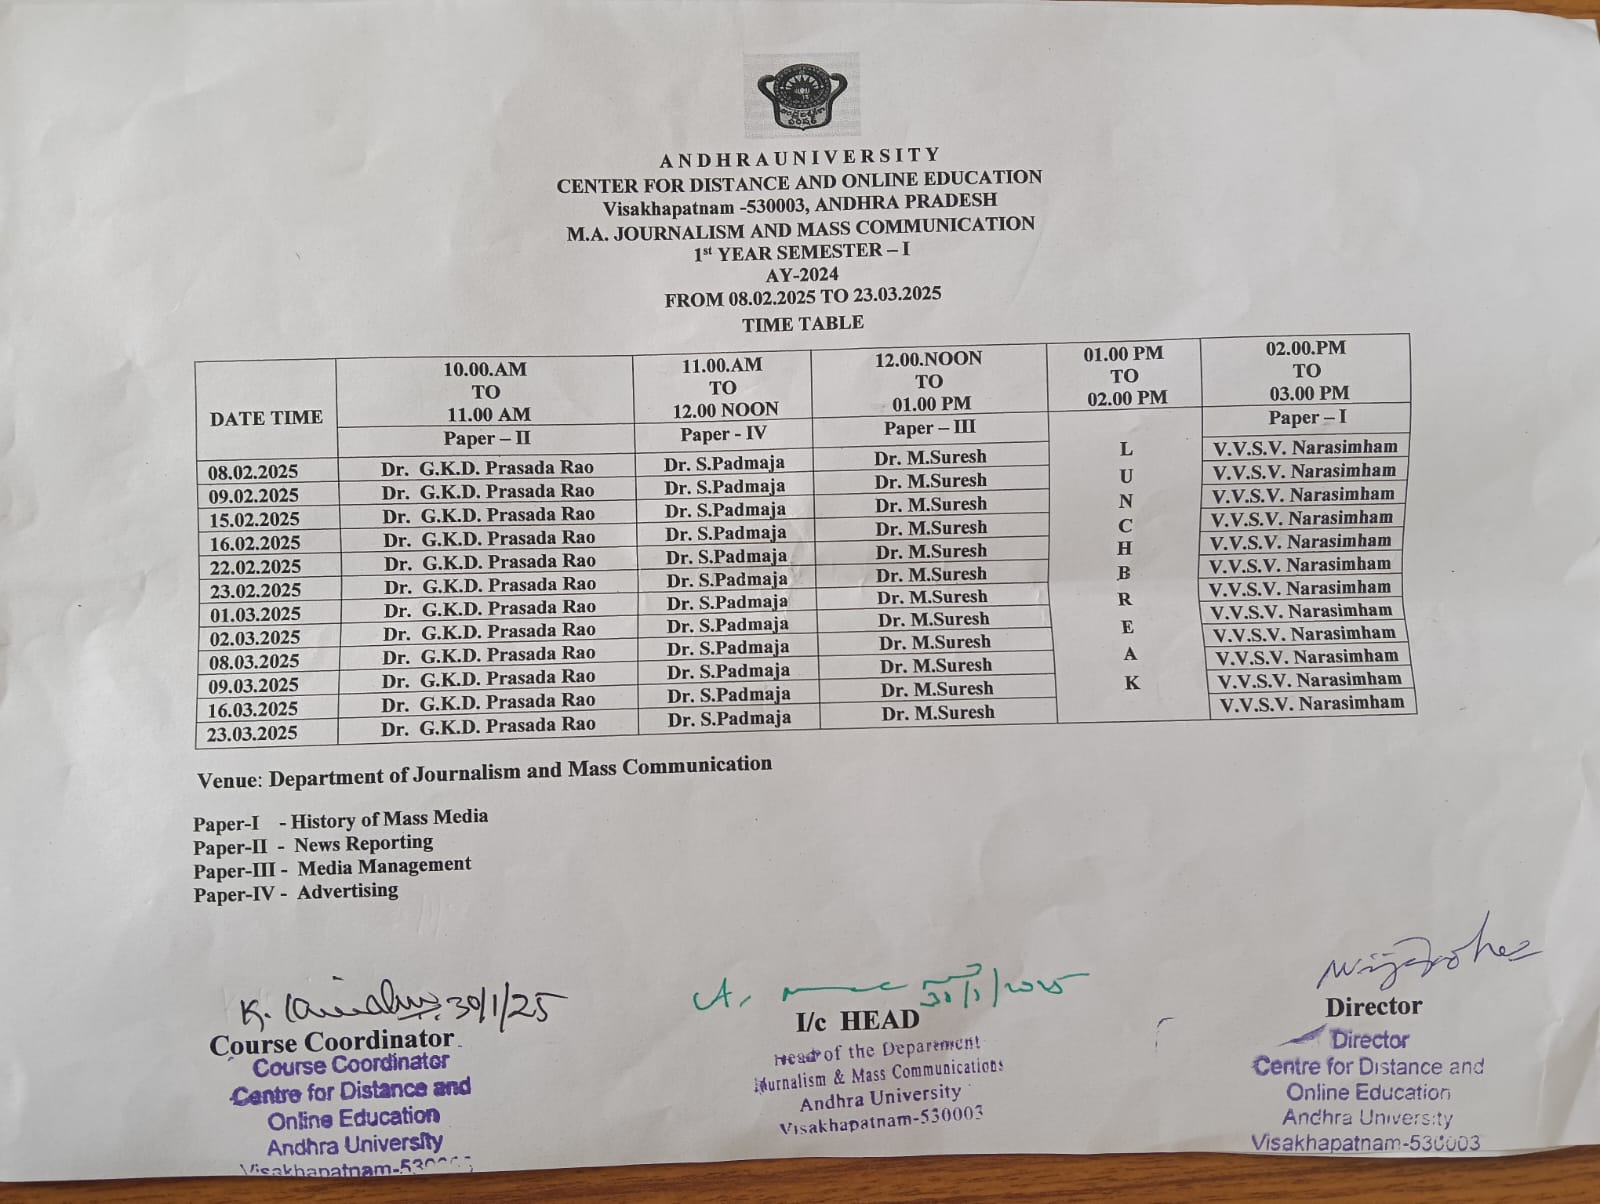 ANDHRAUNIVERSITY
CENTER FOR DISTANCE AND ONLINE EDUCATION
Visakhapatnam -530003, ANDHRA PRADESH
M.A. JOURNALISM AND MASS COMMUNICATION
1st YEAR SEMESTER – I
AY-2024
FROM 08.02.2025 TO 23.03.2025
TIME TABLE
DATE TIME 10.00.AM TO 11.00 AM 11.00.AM TO 12.00 NOON 12.00.NOON TO 01.00 PM 01.00 PM TO 02.00 PM 02.00.PM TO 03.00 PM
Paper – II Paper - IV Paper – III Paper – I
08.02.2025 Dr. G.K.D. Prasada Rao Dr. S.Padmaja Dr. M.Suresh L V.V.S.V. Narasimham
09.02.2025 Dr. G.K.D. Prasada Rao Dr. S.Padmaja Dr. M.Suresh U V.V.S.V. Narasimham
15.02.2025 Dr. G.K.D. Prasada Rao Dr. S.Padmaja Dr. M.Suresh N V.V.S.V. Narasimham
16.02.2025 Dr. G.K.D. Prasada Rao Dr. S.Padmaja Dr. M.Suresh C V.V.S.V. Narasimham
22.02.2025 Dr. G.K.D. Prasada Rao Dr. S.Padmaja Dr. M.Suresh H V.V.S.V. Narasimham
23.02.2025 Dr. G.K.D. Prasada Rao Dr. S.Padmaja Dr. M.Suresh B V.V.S.V. Narasimham
01.03.2025 Dr. G.K.D. Prasada Rao Dr. S.Padmaja Dr. M.Suresh R V.V.S.V. Narasimham
02.03.2025 Dr. G.K.D. Prasada Rao Dr. S.Padmaja Dr. M.Suresh E V.V.S.V. Narasimham
08.03.2025 Dr. G.K.D. Prasada Rao Dr. S.Padmaja Dr. M.Suresh A V.V.S.V. Narasimham
09.03.2025 Dr. G.K.D. Prasada Rao Dr. S.Padmaja Dr. M.Suresh K V.V.S.V. Narasimham
16.03.2025 Dr. G.K.D. Prasada Rao Dr. S.Padmaja Dr. M.Suresh V.V.S.V. Narasimham
23.03.2025 Dr. G.K.D. Prasada Rao Dr. S.Padmaja Dr. M.Suresh V.V.S.V. Narasimham
Venue: Department of Journalism and Mass Communication
Paper-I - History of Mass Media
Paper-II - News Reporting
Paper-III - Media Management
Paper-IV - Advertising
K. 30/1/25
Course Coordinator
Course Coordinator
Centre for Distance and
Online Education
Andhra University
Visakhapatnam-530003
A. 30/1/2025
I/c HEAD
Head of the Department
Journalism & Mass Communications
Andhra University
Visakhapatnam-530003
Director
Director
Centre for Distance and
Online Education
Andhra University
Visakhapatnam-530003